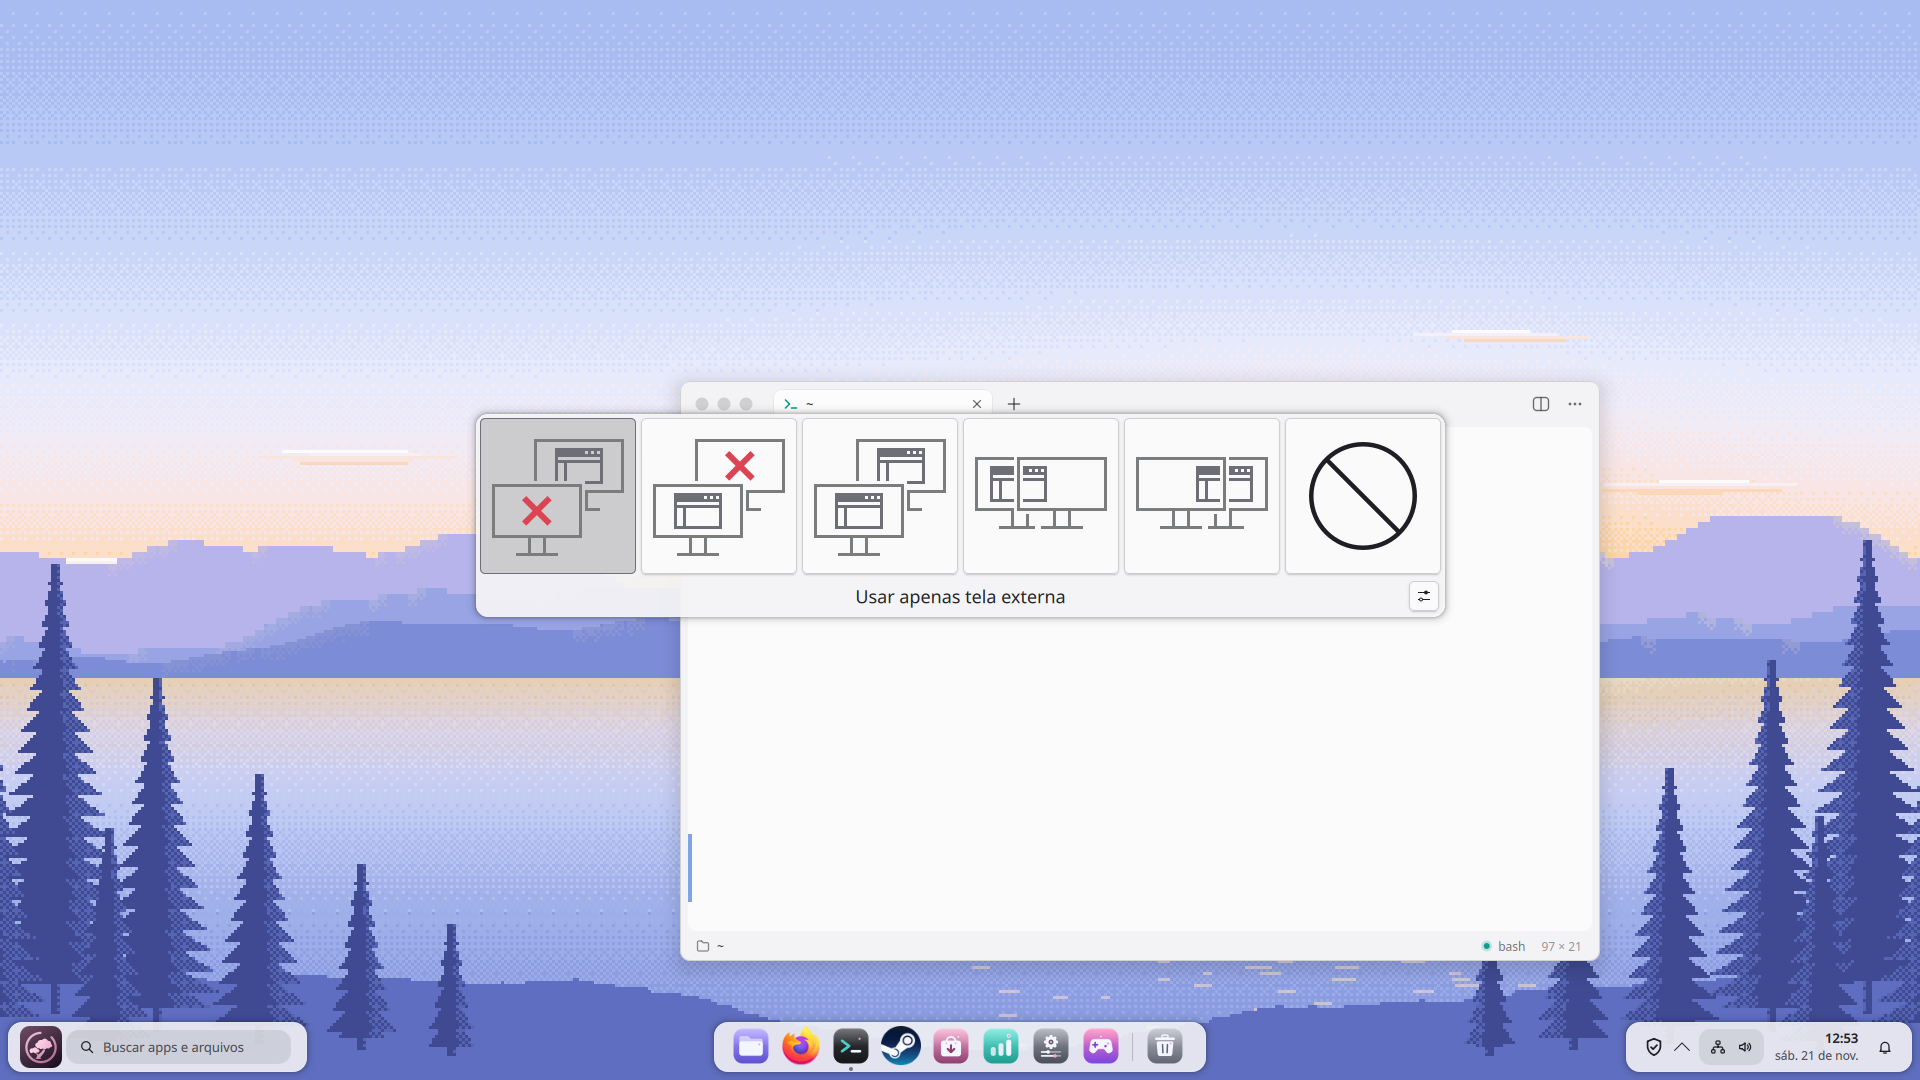 ~
Usar apenas tela externa
~
bash
97 × 21
Buscar apps e arquivos
12:53
sáb. 21 de nov.